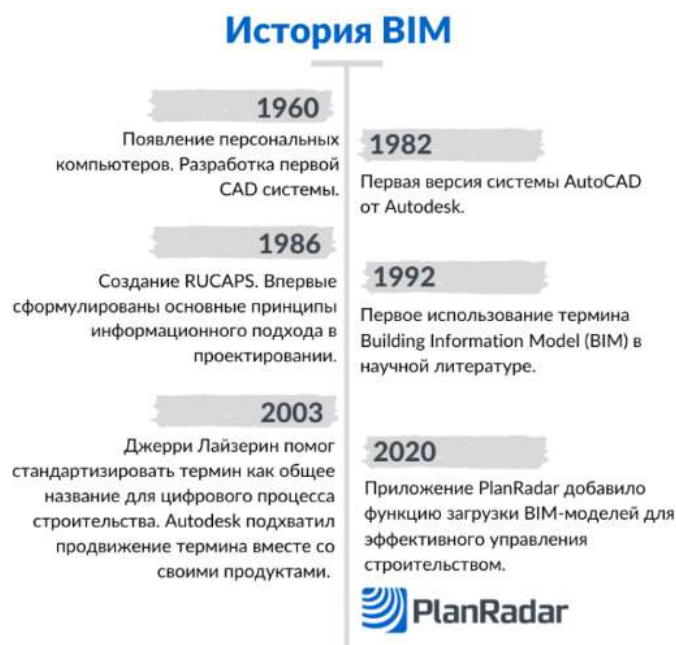 История BIM
1960
Появление персональных
компьютеров. Разработка первой
CAD системы.
1982
Первая версия системы AutoCAD
от Autodesk.
1986
Создание RUCAPS. Впервые
сформулированы основные принципы
информационного подхода в
проектировании.
1992
Первое использование термина
Building Information Model (BIM) в
научной литературе.
2003
Джерри Лайзерин помог
стандартизировать термин как общее
название для цифрового процесса
строительства. Autodesk подхватил
продвижение термина вместе со
своими продуктами.
2020
Приложение PlanRadar добавило
функцию загрузки BIM-моделей для
эффективного управления
строительством.
PlanRadar